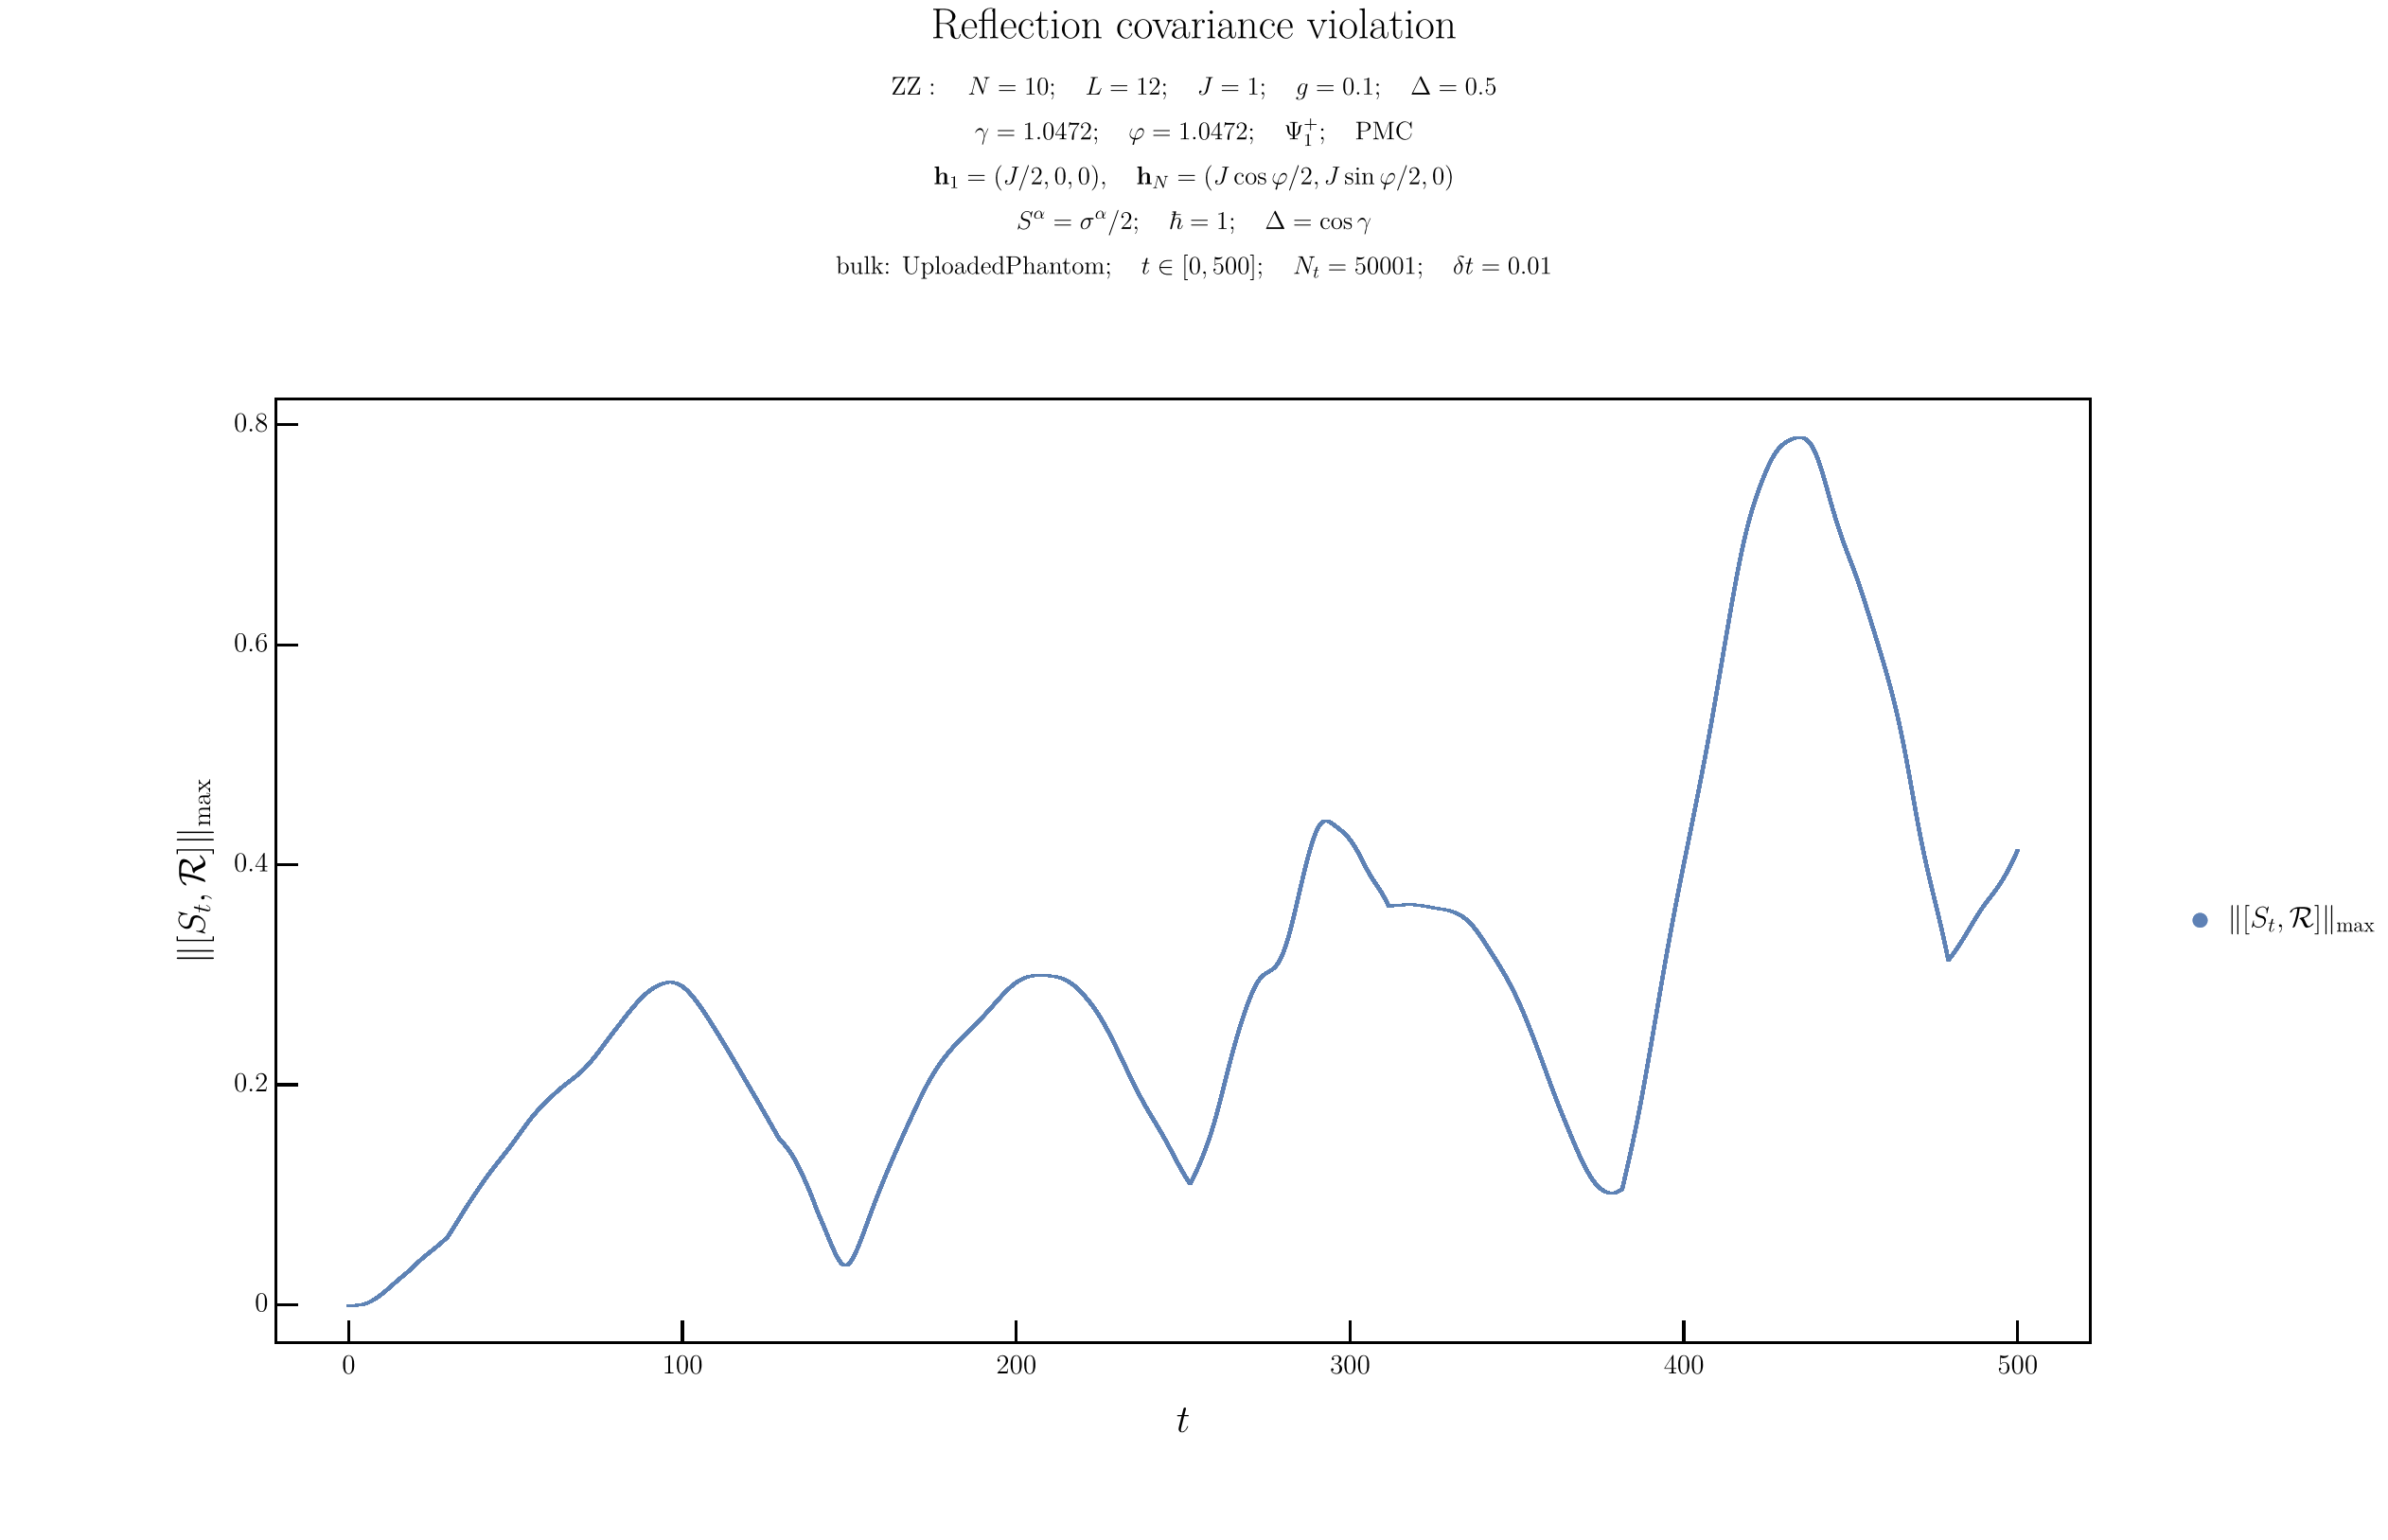 Reflection covariance violation
ZZ : N = 10; L = 12; J = 1; g = 0.1; Δ = 0.5
γ = 1.0472; φ = 1.0472; Ψ₁⁺; PMC
h₁ = (J/2, 0, 0), h_N = (J cos φ/2, J sin φ/2, 0)
S^α = σ^α/2; ℏ = 1; Δ = cos γ
bulk: UploadedPhantom; t ∈ [0, 500]; N_t = 50001; δt = 0.01
‖[S_t, ℛ]‖_max
0.8
0.6
0.4
0.2
0
0 100 200 300 400 500
t
‖[S_t, ℛ]‖_max